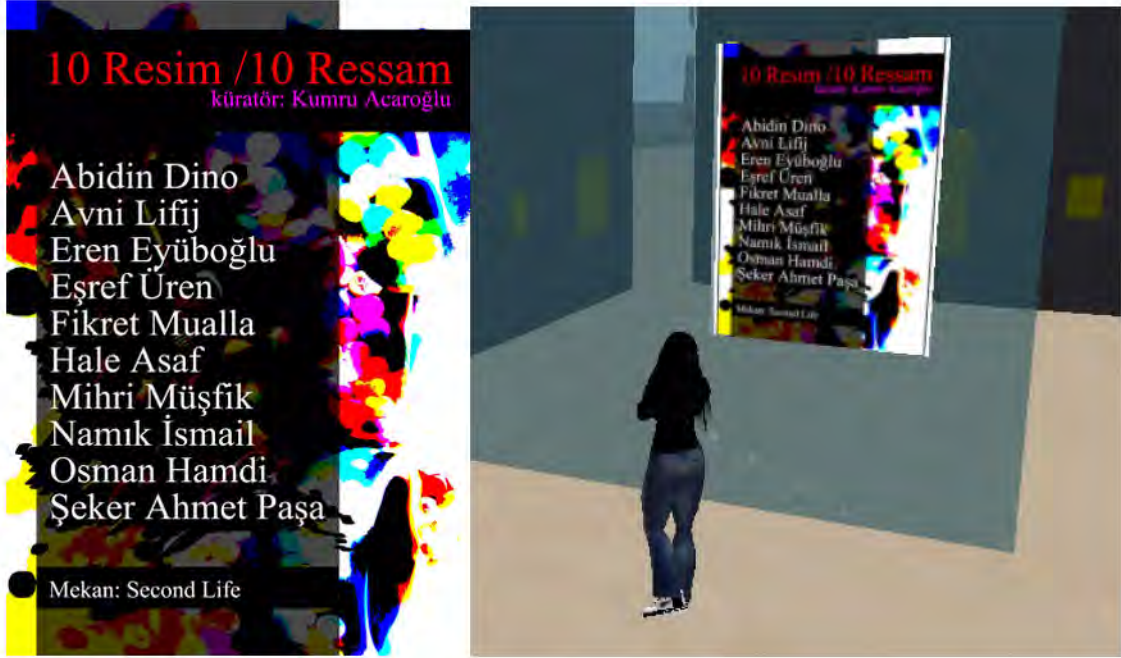 10 Resim /10 Ressam
küratör: Kumru Acaroğlu
Abidin Dino
Avni Lifij
Eren Eyüboğlu
Eşref Üren
Fikret Mualla
Hale Asaf
Mihri Müşfik
Namık İsmail
Osman Hamdi
Şeker Ahmet Paşa
Mekan: Second Life
10 Resim /10 Ressam
küratör: Kumru Acaroğlu
Abidin Dino
Avni Lifij
Eren Eyüboğlu
Eşref Üren
Fikret Mualla
Hale Asaf
Mihri Müşfik
Namık İsmail
Osman Hamdi
Şeker Ahmet Paşa
Mekan: Second Life